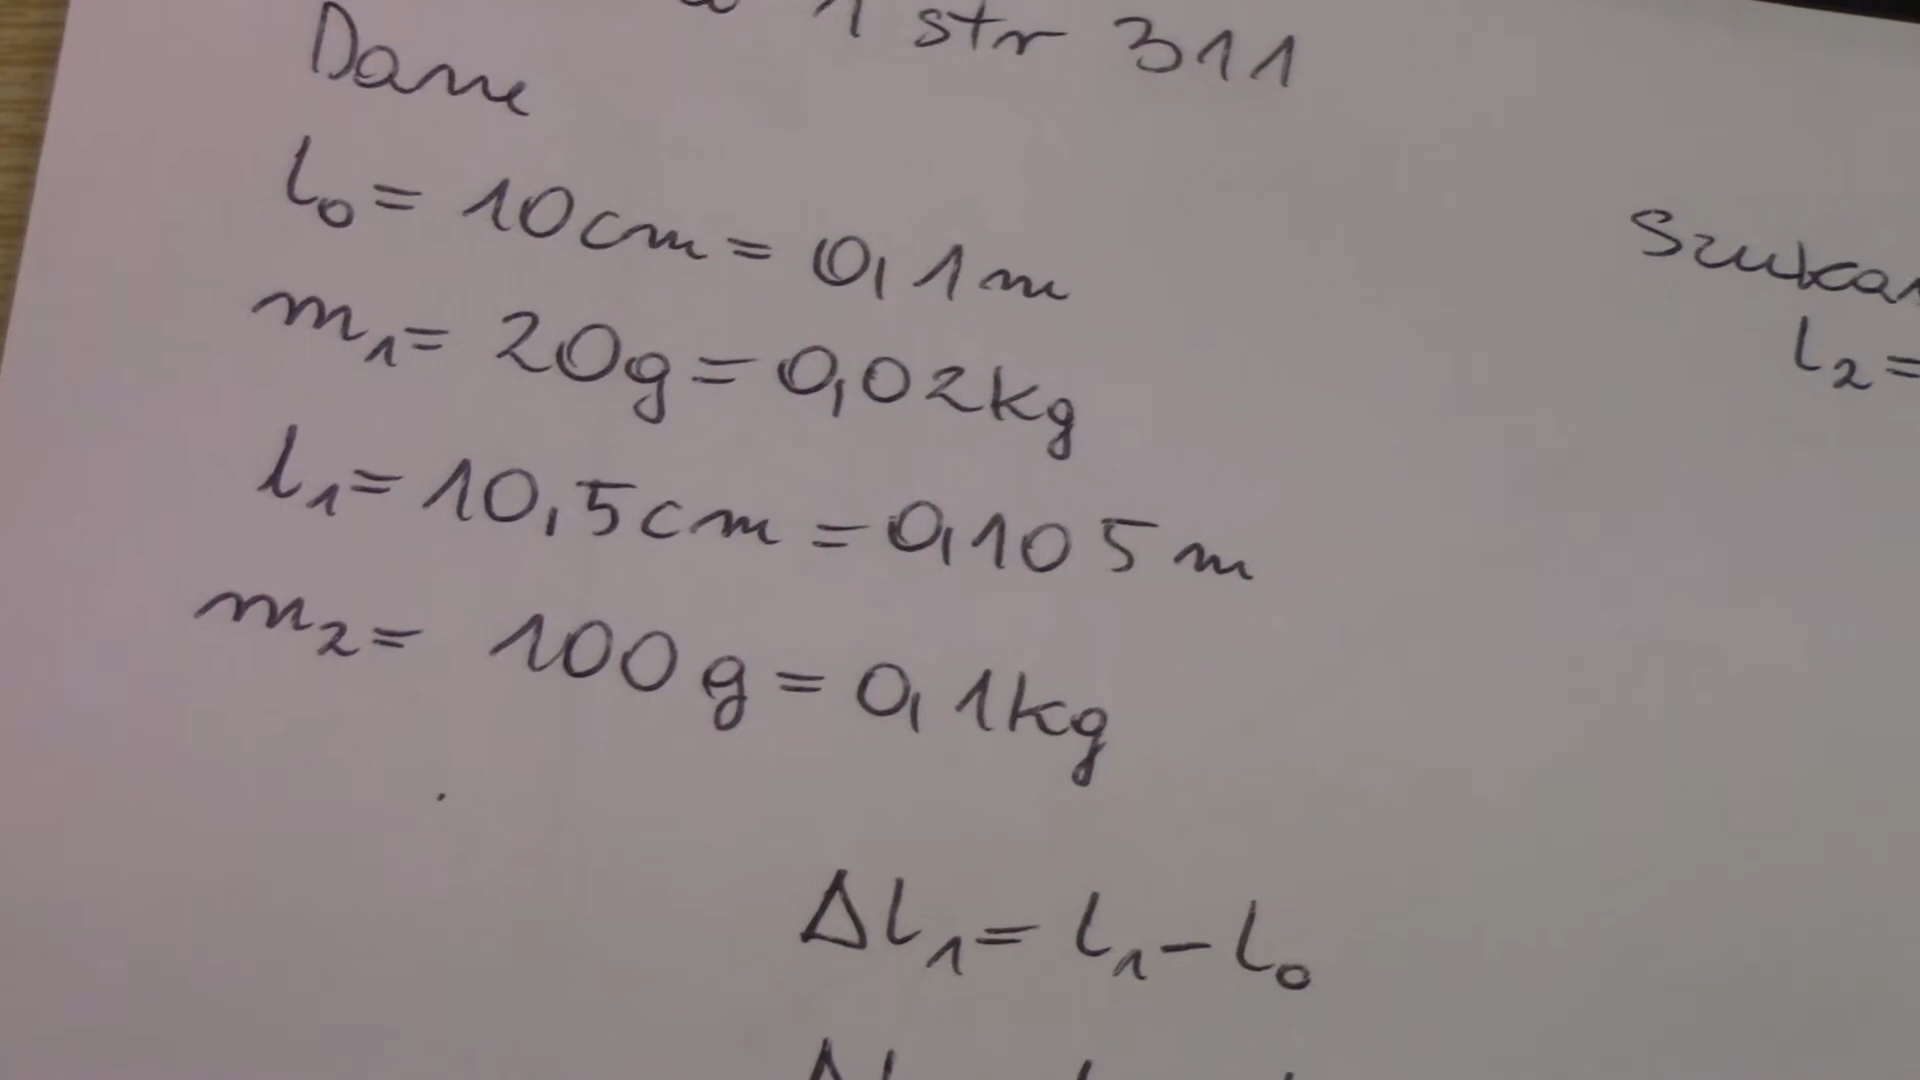 1 str 311
Dane
l₀ = 10cm = 0,1m
m₁ = 20g = 0,02kg
l₁ = 10,5cm = 0,105m
m₂ = 100g = 0,1kg
l₂ =
Δl₁ = l₁ - l₀